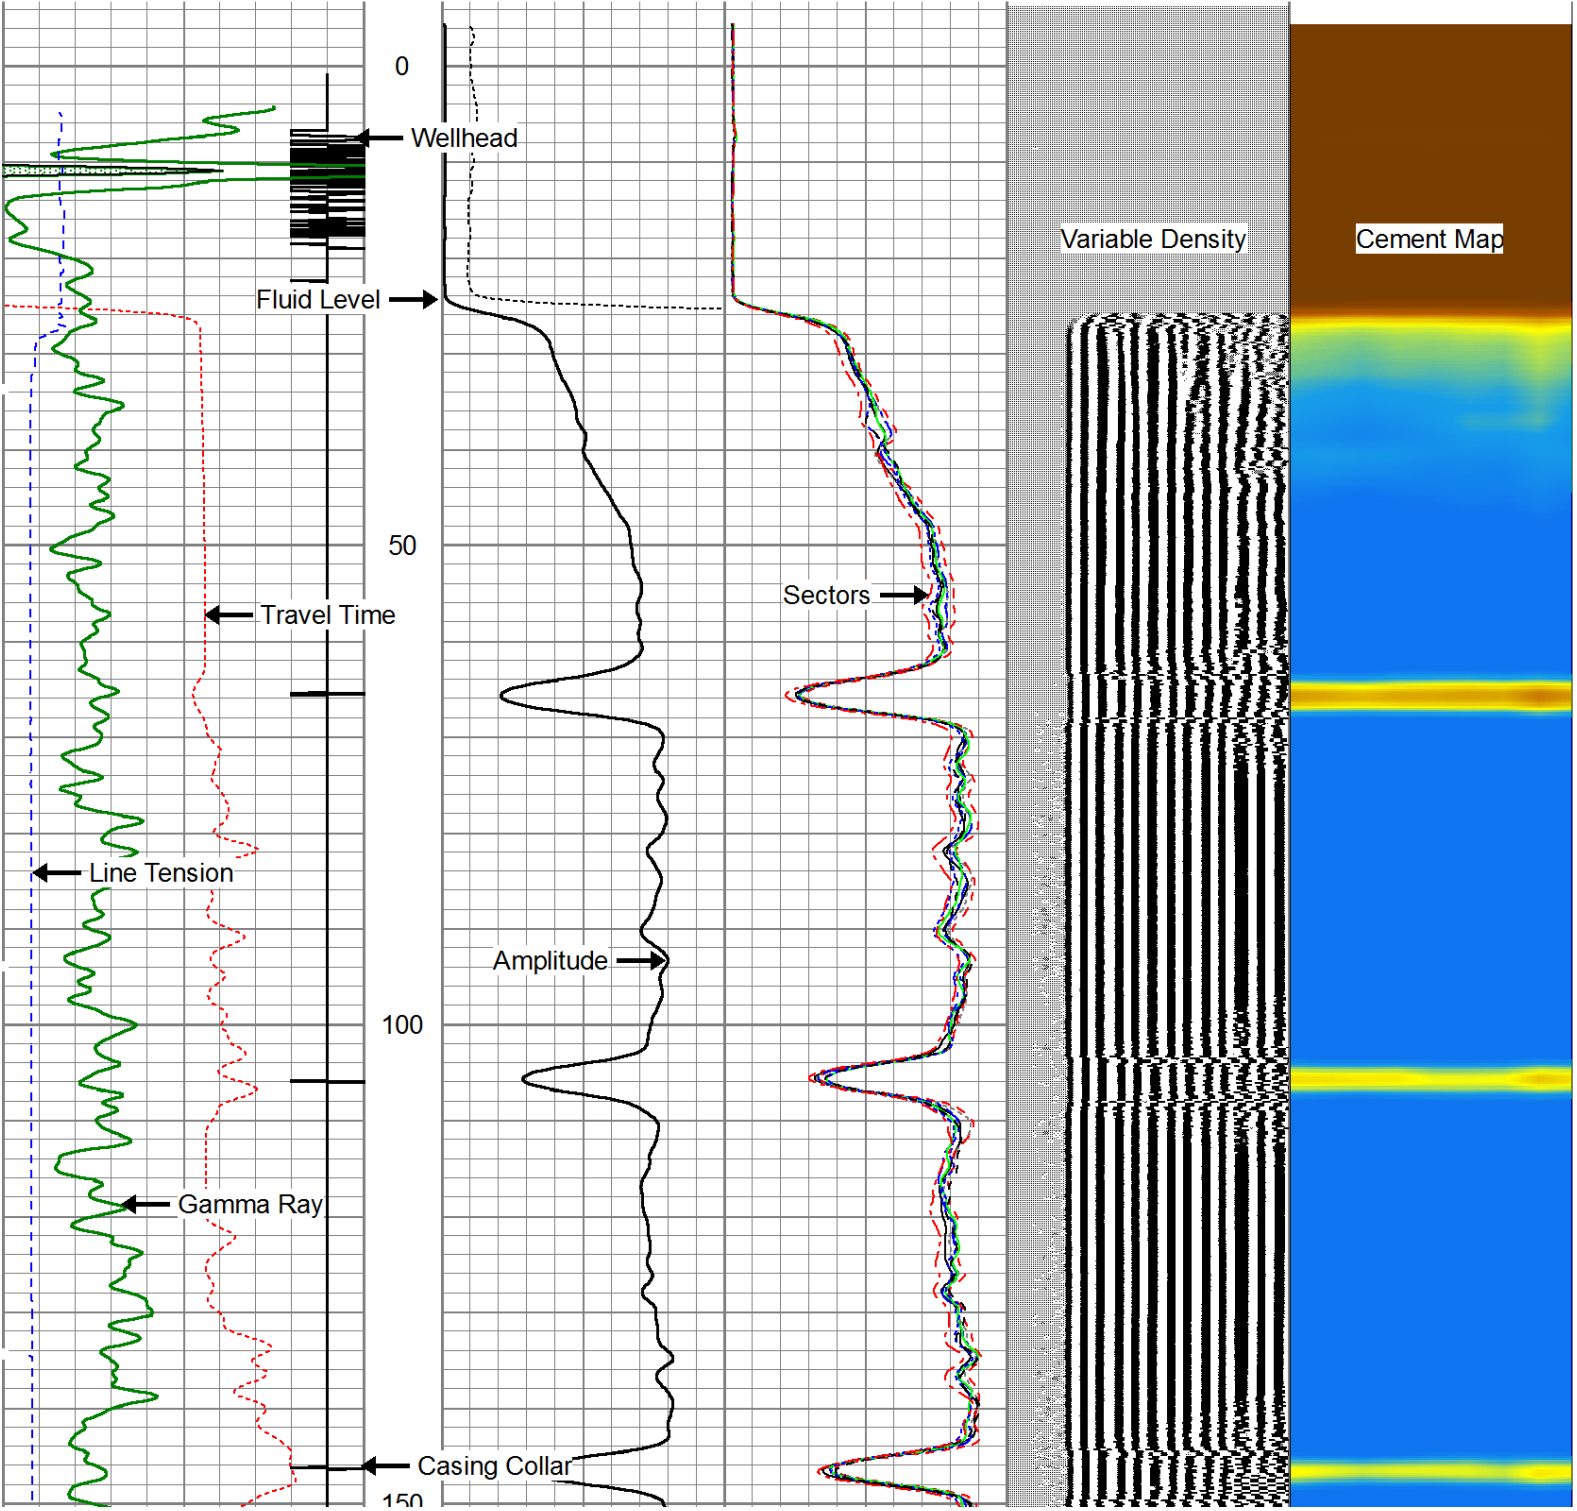 0
Wellhead
Variable Density
Cement Map
Fluid Level
50
Sectors
Travel Time
Line Tension
Amplitude
100
Gamma Ray
Casing Collar
150